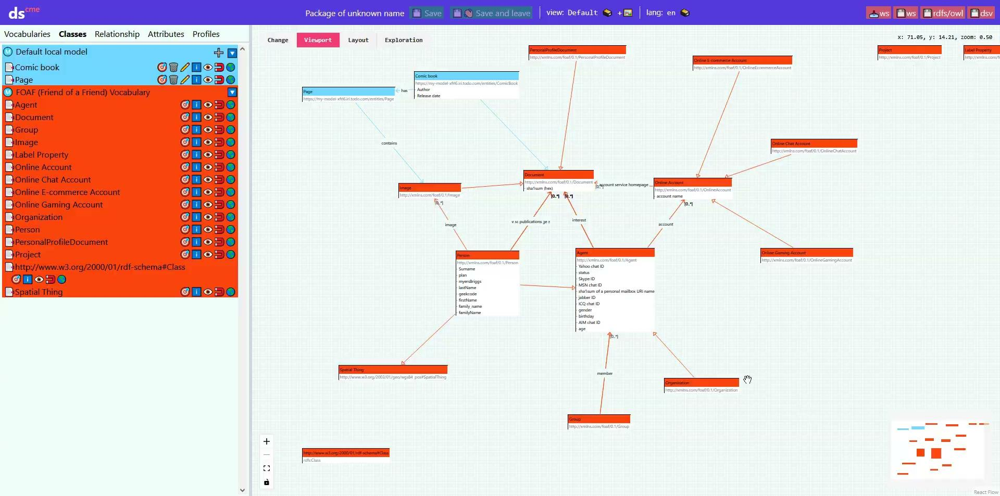 ds cme
Package of unknown name
Save
Save and leave
view: Default
+
lang: en
ws
ws
rdfs/owl
dsv
Vocabularies
Classes
Relationship
Attributes
Profiles
Change
Viewport
Layout
Exploration
x: 71.05, y: 14.21, zoom: 0.50
Default local model
Comic book
Page
FOAF (Friend of a Friend) Vocabulary
Agent
Document
Group
Image
Label Property
Online Account
Online Chat Account
Online E-commerce Account
Online Gaming Account
Organization
Person
PersonalProfileDocument
Project
http://www.w3.org/2000/01/rdf-schema#Class
Spatial Thing
PersonalProfileDocument
http://xmlns.com/foaf/0.1/PersonalProfileDocument
Online E-commerce Account
http://xmlns.com/foaf/0.1/OnlineEcommerceAccount
Project
http://xmlns.com/foaf/0.1/Project
Label Property
http://xmlns.com/f
Comic book
https://my-model-xfrl6.iri.todo.com/entities/ComicBook
- Author
- Release date
Page
https://my-model-xfrl6.iri.todo.com/entities/Page
has
contains
Online Chat Account
http://xmlns.com/foaf/0.1/OnlineChatAccount
Document
http://xmlns.com/foaf/0.1/Document
- sha1sum (hex)
[0..*]
account service homepage
Online Account
http://xmlns.com/foaf/0.1/OnlineAccount
- account name
Image
http://xmlns.com/foaf/0.1/Image
[0..*]
[0..*]
[0..*]
[0..*]
image
publications
interest
account
Person
http://xmlns.com/foaf/0.1/Person
- Surname
- plan
- myersBriggs
- lastName
- geekcode
- firstName
- family_name
- familyName
Agent
http://xmlns.com/foaf/0.1/Agent
- Yahoo chat ID
- status
- Skype ID
- MSN chat ID
- sha1sum of a personal mailbox URI name
- jabber ID
- ICQ chat ID
- gender
- birthday
- AIM chat ID
- age
[0..*]
Online Gaming Account
http://xmlns.com/foaf/0.1/OnlineGamingAccount
Spatial Thing
http://www.w3.org/2003/01/geo/wgs84_pos#SpatialThing
member
Organization
http://xmlns.com/foaf/0.1/Organization
Group
http://xmlns.com/foaf/0.1/Group
http://www.w3.org/2000/01/rdf-schema#Class
rdfs:Class
React Flow